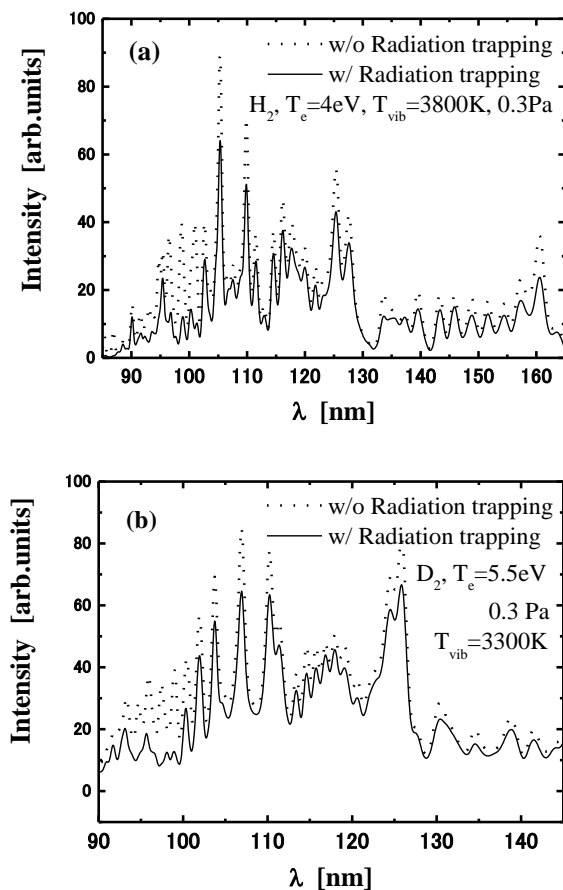 100
80
60
40
20
0
Intensity [arb.units]
(a)
w/o Radiation trapping
w/ Radiation trapping
H₂, Tₑ=4eV, Tᵥᵢb=3800K, 0.3Pa
90 100 110 120 130 140 150 160
λ [nm]
100
80
60
40
20
0
Intensity [arb.units]
(b)
w/o Radiation trapping
w/ Radiation trapping
D₂, Tₑ=5.5eV
0.3 Pa
Tᵥᵢb=3300K
90 100 110 120 130 140
λ [nm]